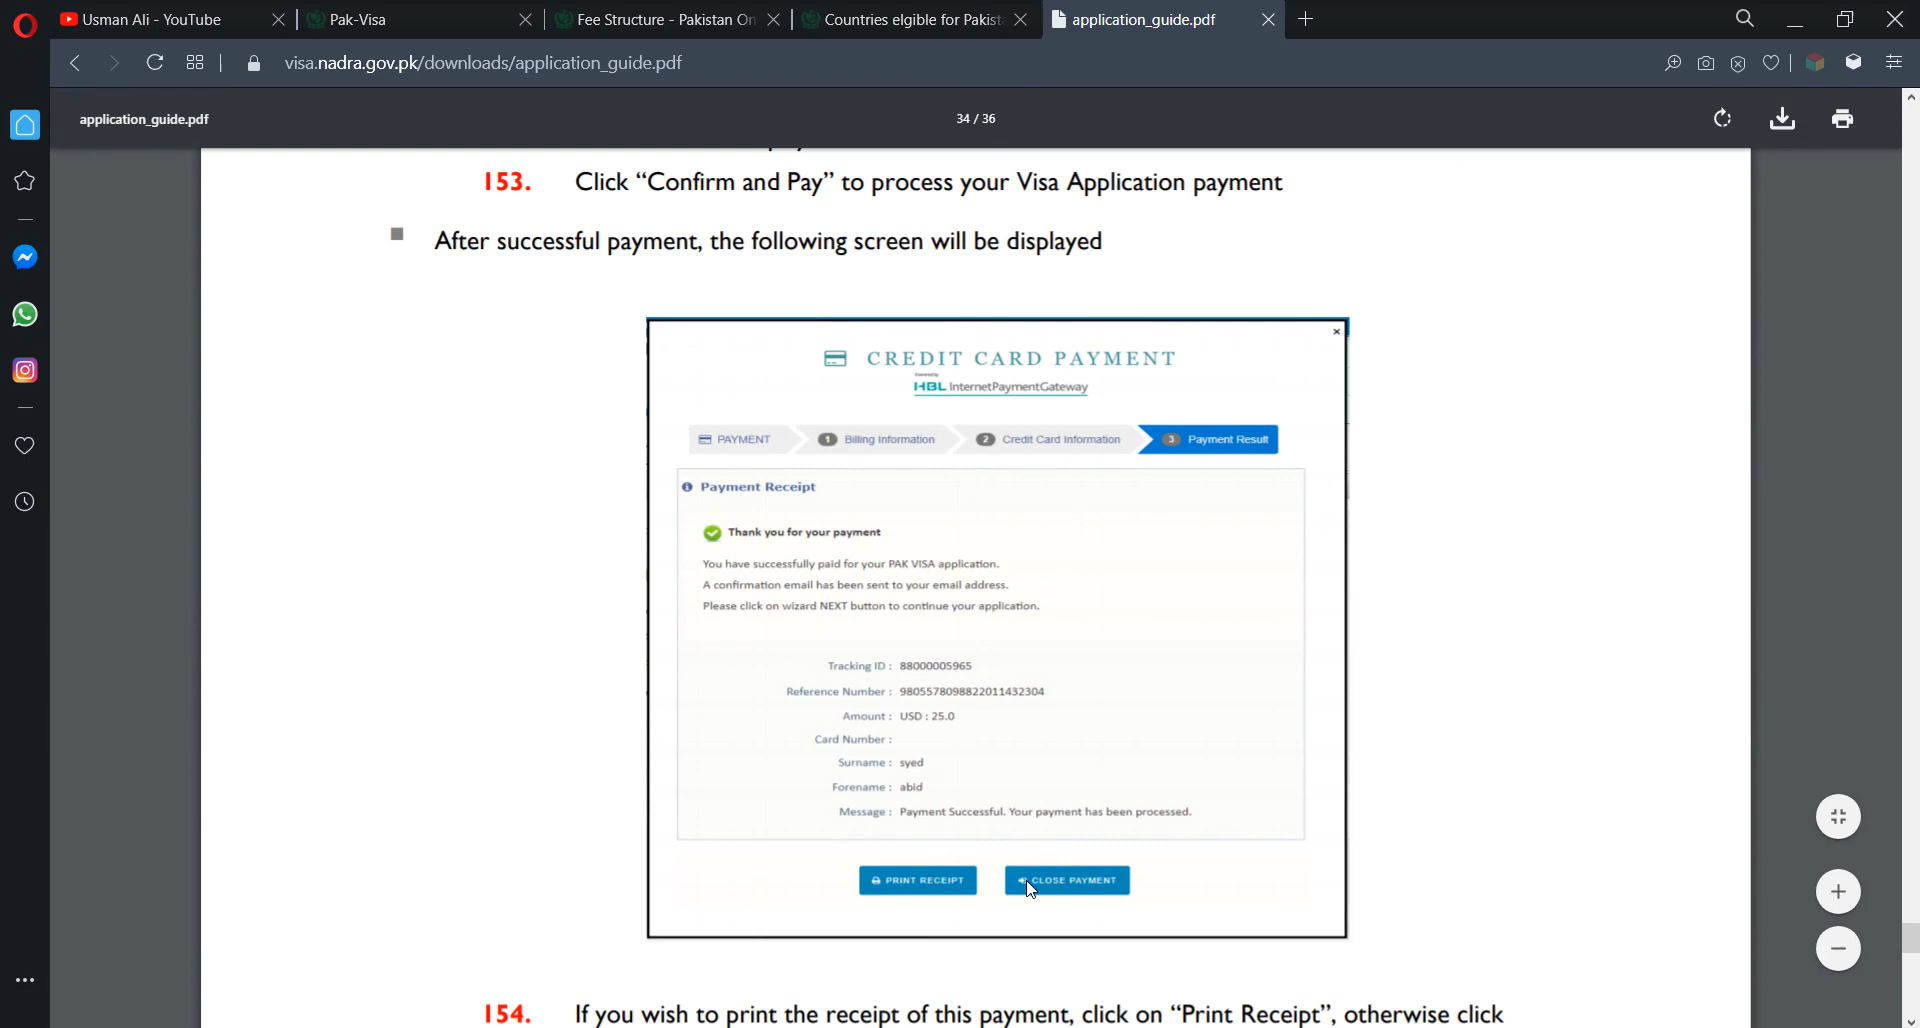 Usman Ali - YouTube
Pak-Visa
Fee Structure - Pakistan On
Countries elgible for Pakist
application_guide.pdf
visa.nadra.gov.pk/downloads/application_guide.pdf
application_guide.pdf
34 / 36
153. Click “Confirm and Pay” to process your Visa Application payment
After successful payment, the following screen will be displayed
CREDIT CARD PAYMENT
Powered by
HBL InternetPaymentGateway
PAYMENT
1 Billing Information
2 Credit Card Information
3 Payment Result
Payment Receipt
Thank you for your payment
You have successfully paid for your PAK VISA application.
A confirmation email has been sent to your email address.
Please click on wizard NEXT button to continue your application.
Tracking ID : 88000005965
Reference Number : 9805578098822011432304
Amount : USD : 25.0
Card Number :
Surname : syed
Forename : abid
Message : Payment Successful. Your payment has been processed.
PRINT RECEIPT
CLOSE PAYMENT
154. If you wish to print the receipt of this payment, click on “Print Receipt”, otherwise click